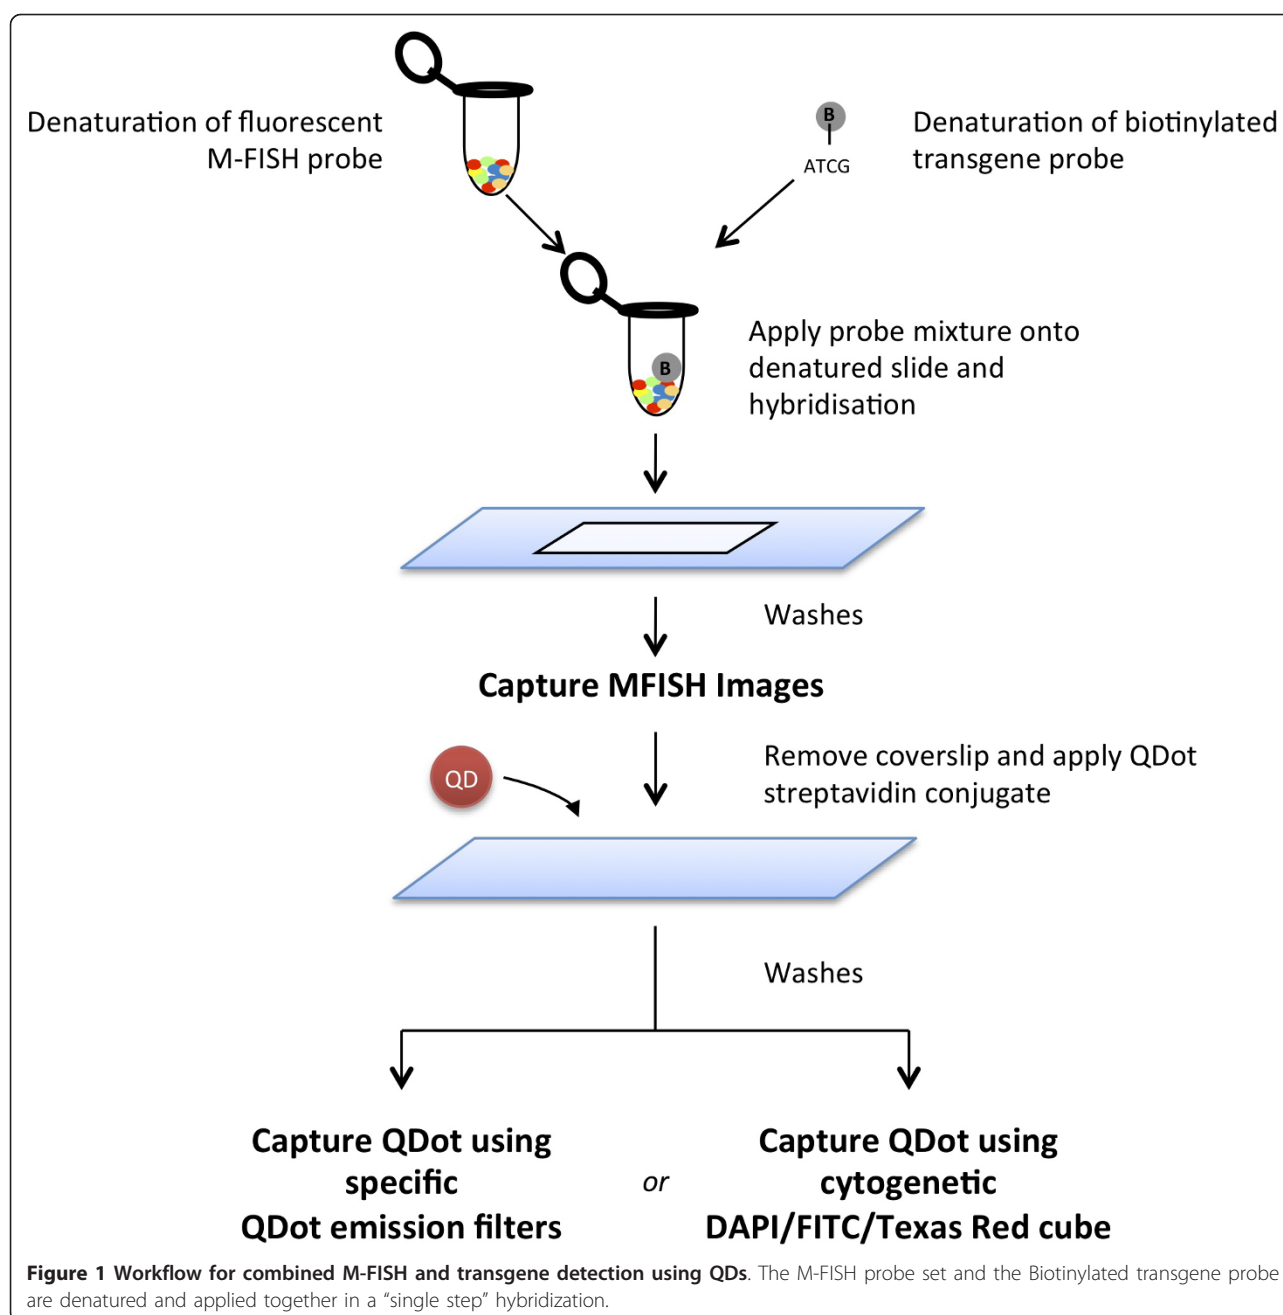 Denaturation of fluorescent
M-FISH probe
B
ATCG
Denaturation of biotinylated
transgene probe
B
Apply probe mixture onto
denatured slide and
hybridisation
Washes
Capture MFISH Images
QD
Remove coverslip and apply QDot
streptavidin conjugate
Washes
Capture QDot using
specific
QDot emission filters
or
Capture QDot using
cytogenetic
DAPI/FITC/Texas Red cube
Figure 1 Workflow for combined M-FISH and transgene detection using QDs. The M-FISH probe set and the Biotinylated transgene probe
are denatured and applied together in a “single step” hybridization.